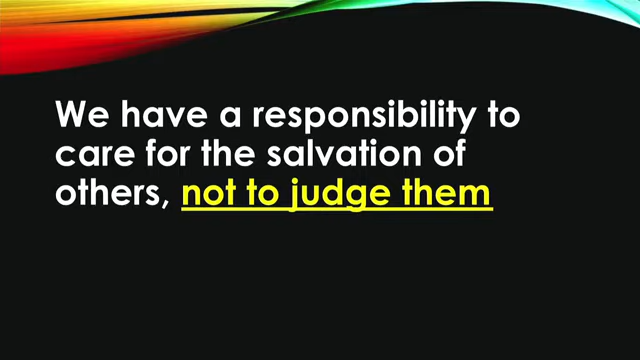 We have a responsibility to
care for the salvation of
others, not to judge them